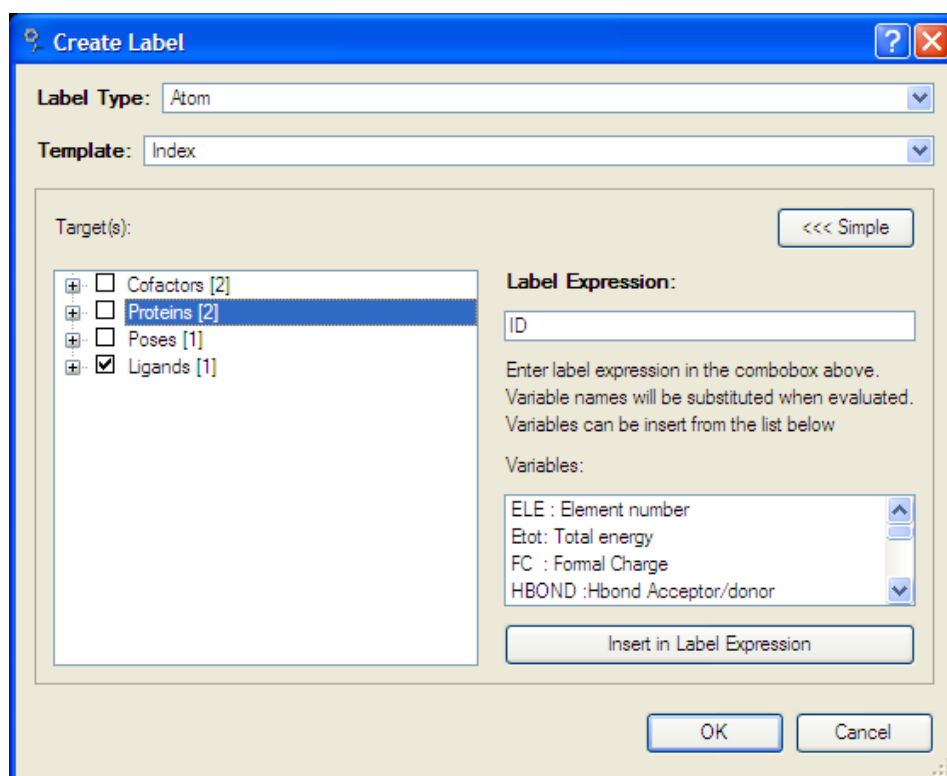 Create Label
Label Type: Atom
Template: Index
Target(s):
<<< Simple
Cofactors [2]
Proteins [2]
Poses [1]
Ligands [1]
Label Expression:
ID
Enter label expression in the combobox above.
Variable names will be substituted when evaluated.
Variables can be insert from the list below
Variables:
ELE : Element number
Etot: Total energy
FC : Formal Charge
HBOND :Hbond Acceptor/donor
Insert in Label Expression
OK
Cancel